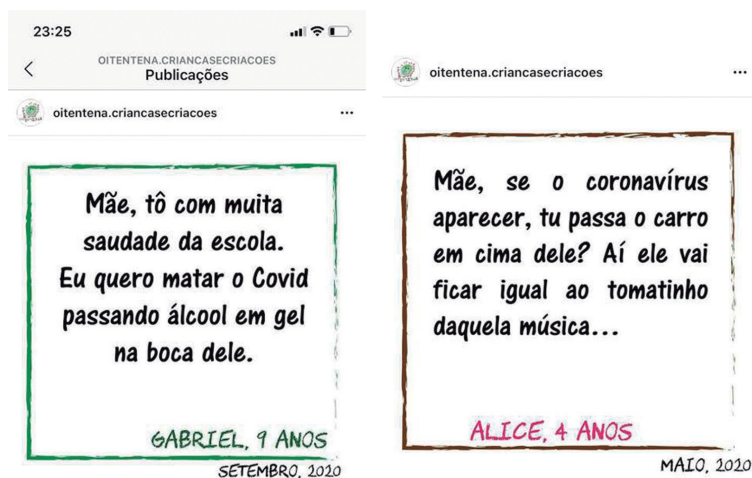 23:25
OITENTENA.CRIANCASECRIACOES
Publicações
oitentena.criancasecriacoes
Mãe, tô com muita
saudade da escola.
Eu quero matar o Covid
passando álcool em gel
na boca dele.
GABRIEL, 9 ANOS
SETEMBRO, 2020
oitentena.criancasecriacoes
Mãe, se o coronavírus
aparecer, tu passa o carro
em cima dele? Aí ele vai
ficar igual ao tomatinho
daquela música...
ALICE, 4 ANOS
MAIO, 2020